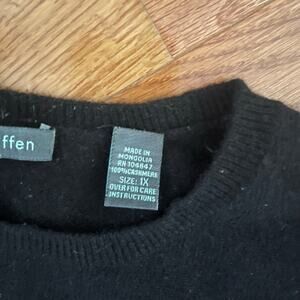 ffen
MADE IN
MONGOLIA
RN 104647
100%CASHMERE
SIZE: 1X
OVER FOR CARE
INSTRUCTIONS